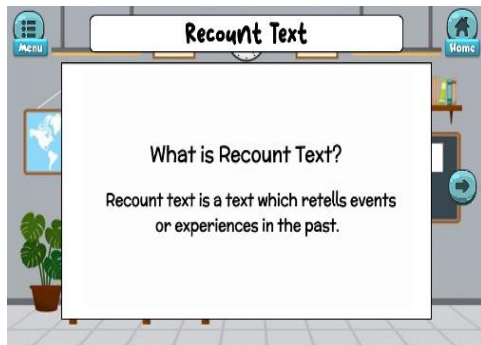 Recount Text
Menu
Home
What is Recount Text?
Recount text is a text which retells events
or experiences in the past.